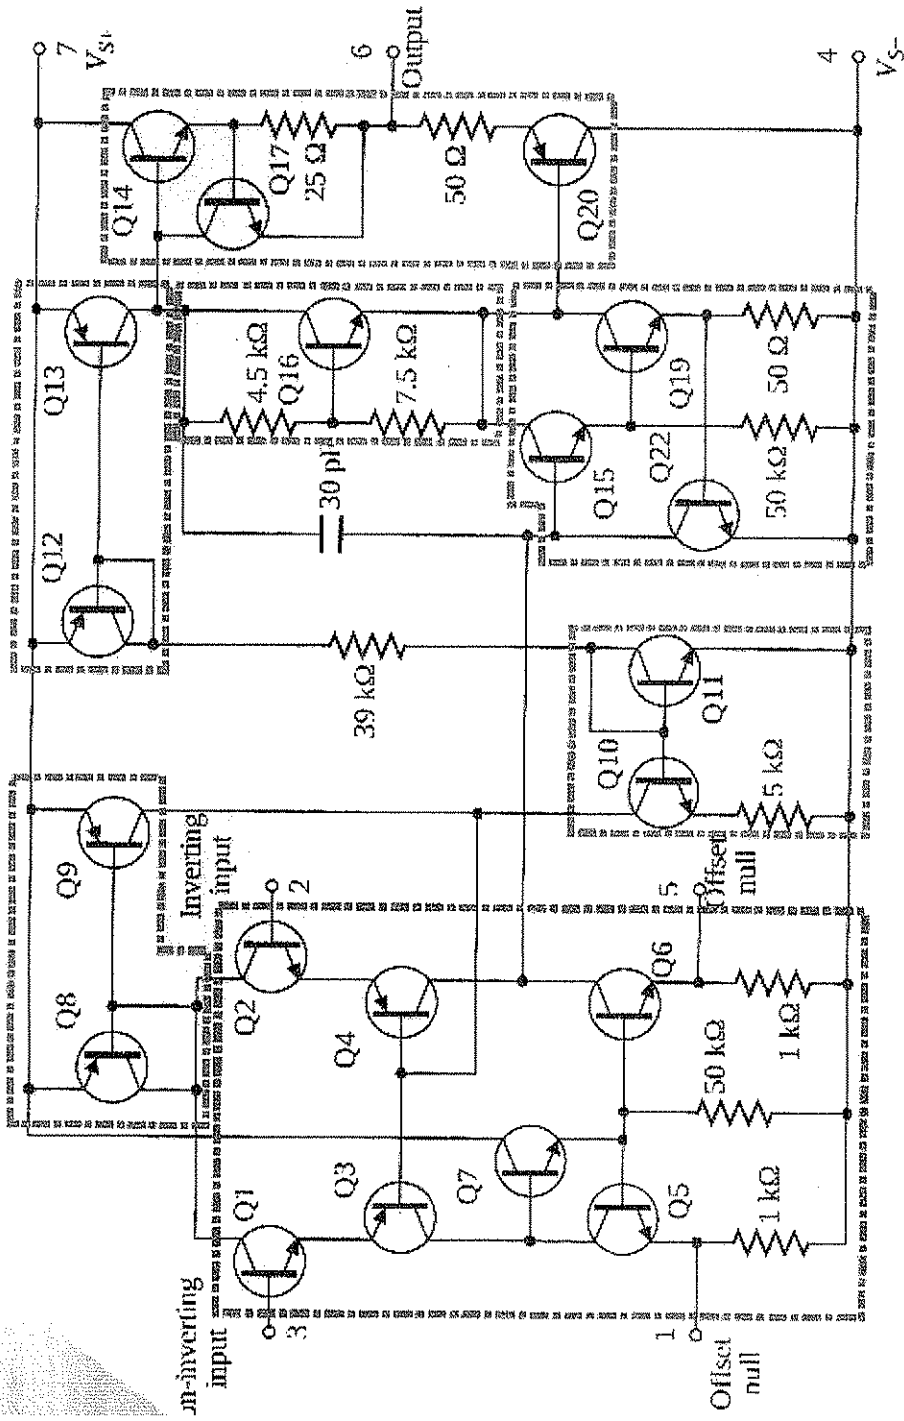 7
V_S+
Q8
Q9
Q12
Q13
Q14
Q17
25 Ω
6
Output
50 Ω
Q20
4.5 kΩ
Q16
7.5 kΩ
30 pF
39 kΩ
Inverting
input
2
Q2
Q1
on-inverting
input
3
Q3
Q4
Q7
Q5
Q6
Q10
Q11
5 kΩ
Q15
Q19
Q22
50 kΩ
50 Ω
1
Offset
null
1 kΩ
50 kΩ
1 kΩ
5
Offset
null
4
V_S−